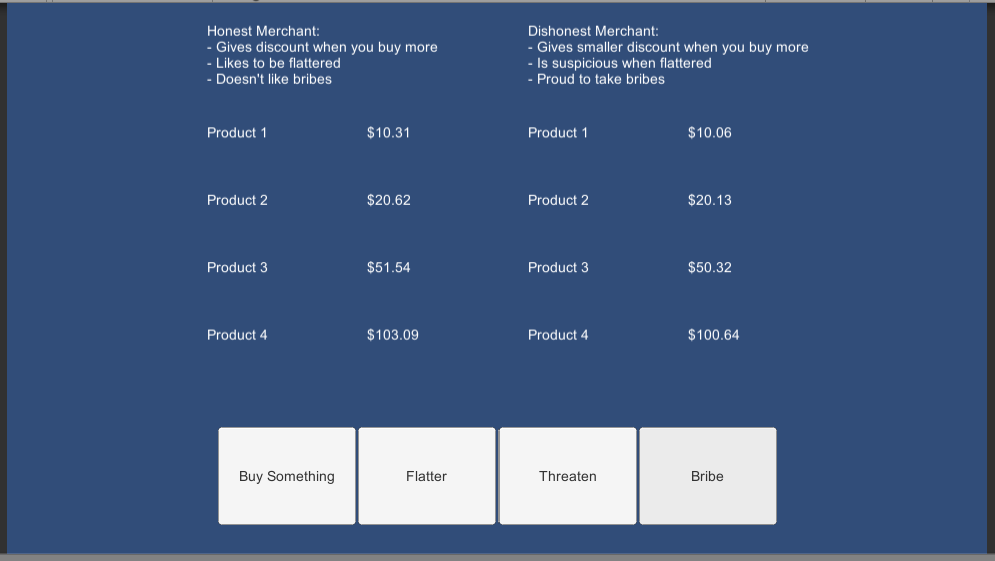 Honest Merchant:
- Gives discount when you buy more
- Likes to be flattered
- Doesn't like bribes
Dishonest Merchant:
- Gives smaller discount when you buy more
- Is suspicious when flattered
- Proud to take bribes
Product 1 $10.31 Product 1 $10.06
Product 2 $20.62 Product 2 $20.13
Product 3 $51.54 Product 3 $50.32
Product 4 $103.09 Product 4 $100.64
Buy Something Flatter Threaten Bribe